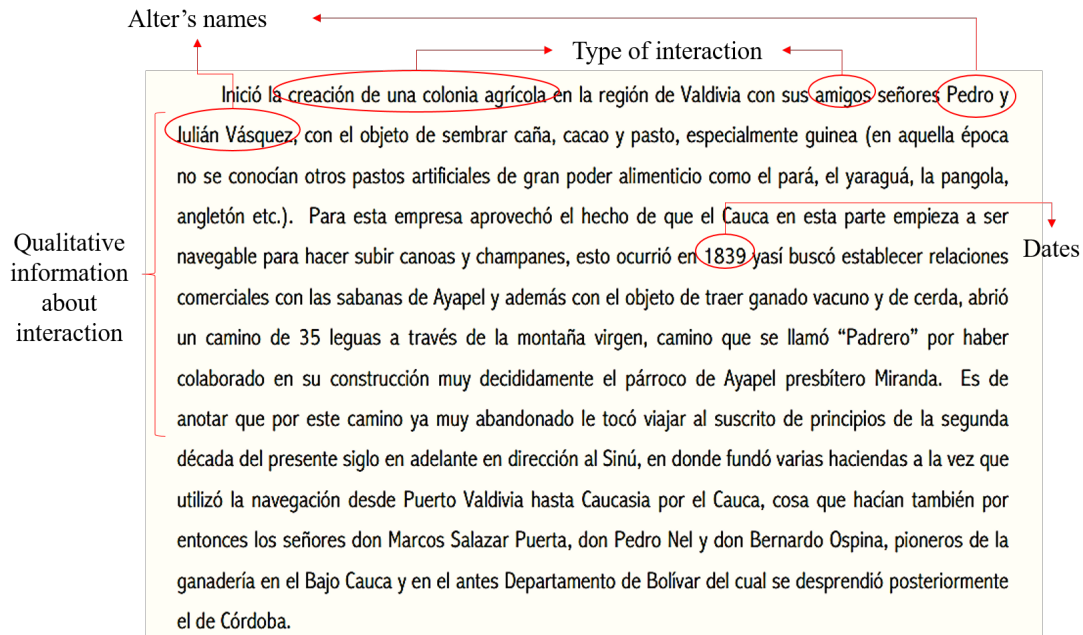 Alter's names
Type of interaction
Inició la creación de una colonia agrícola en la región de Valdivia con sus amigos señores Pedro y
Julián Vásquez, con el objeto de sembrar caña, cacao y pasto, especialmente guinea (en aquella época
no se conocían otros pastos artificiales de gran poder alimenticio como el pará, el yaraguá, la pangola,
angletón etc.). Para esta empresa aprovechó el hecho de que el Cauca en esta parte empieza a ser
navegable para hacer subir canoas y champanes, esto ocurrió en 1839 yasí buscó establecer relaciones
comerciales con las sabanas de Ayapel y además con el objeto de traer ganado vacuno y de cerda, abrió
un camino de 35 leguas a través de la montaña virgen, camino que se llamó “Padrero” por haber
colaborado en su construcción muy decididamente el párroco de Ayapel presbítero Miranda. Es de
anotar que por este camino ya muy abandonado le tocó viajar al suscrito de principios de la segunda
década del presente siglo en adelante en dirección al Sinú, en donde fundó varias haciendas a la vez que
utilizó la navegación desde Puerto Valdivia hasta Caucasia por el Cauca, cosa que hacían también por
entonces los señores don Marcos Salazar Puerta, don Pedro Nel y don Bernardo Ospina, pioneros de la
ganadería en el Bajo Cauca y en el antes Departamento de Bolívar del cual se desprendió posteriormente
el de Córdoba.
Qualitative
information
about
interaction
Dates